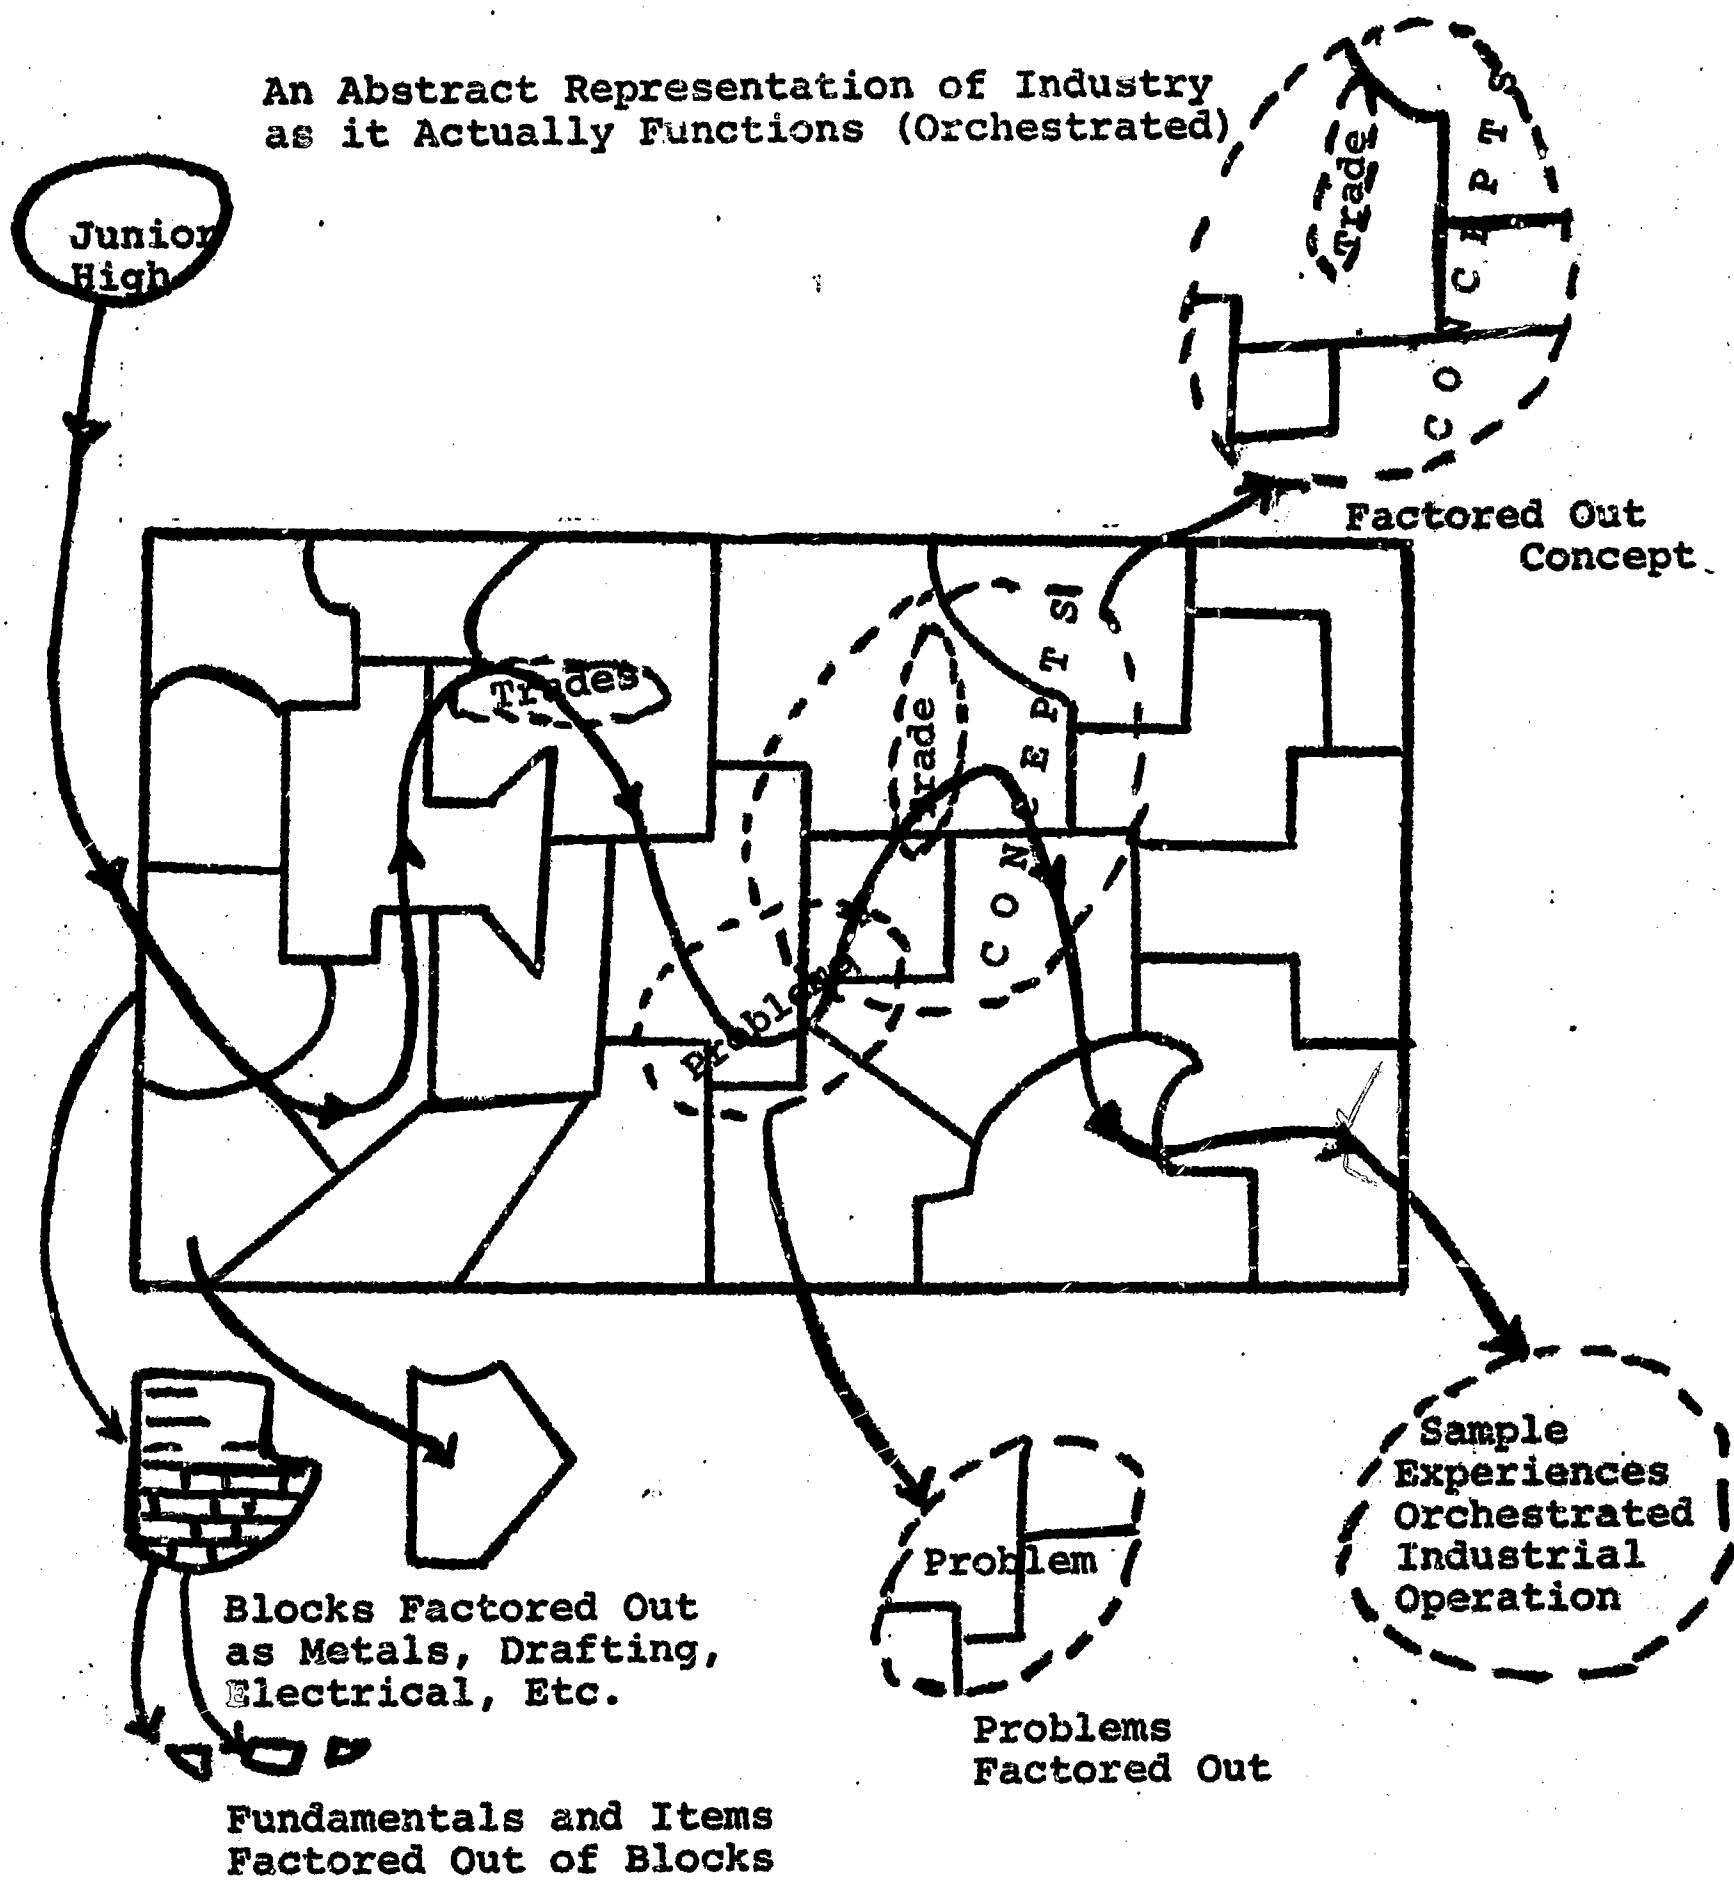 An Abstract Representation of Industry
as it Actually Functions (Orchestrated)
Junior
High
Trade
CONCEPTS
Factored Out
Concept
Trades
Trade
CONCEPTS
Problems
Sample
Experiences
Orchestrated
Industrial
Operation
Problem
Blocks Factored Out
as Metals, Drafting,
Electrical, Etc.
Problems
Factored Out
Fundamentals and Items
Factored Out of Blocks